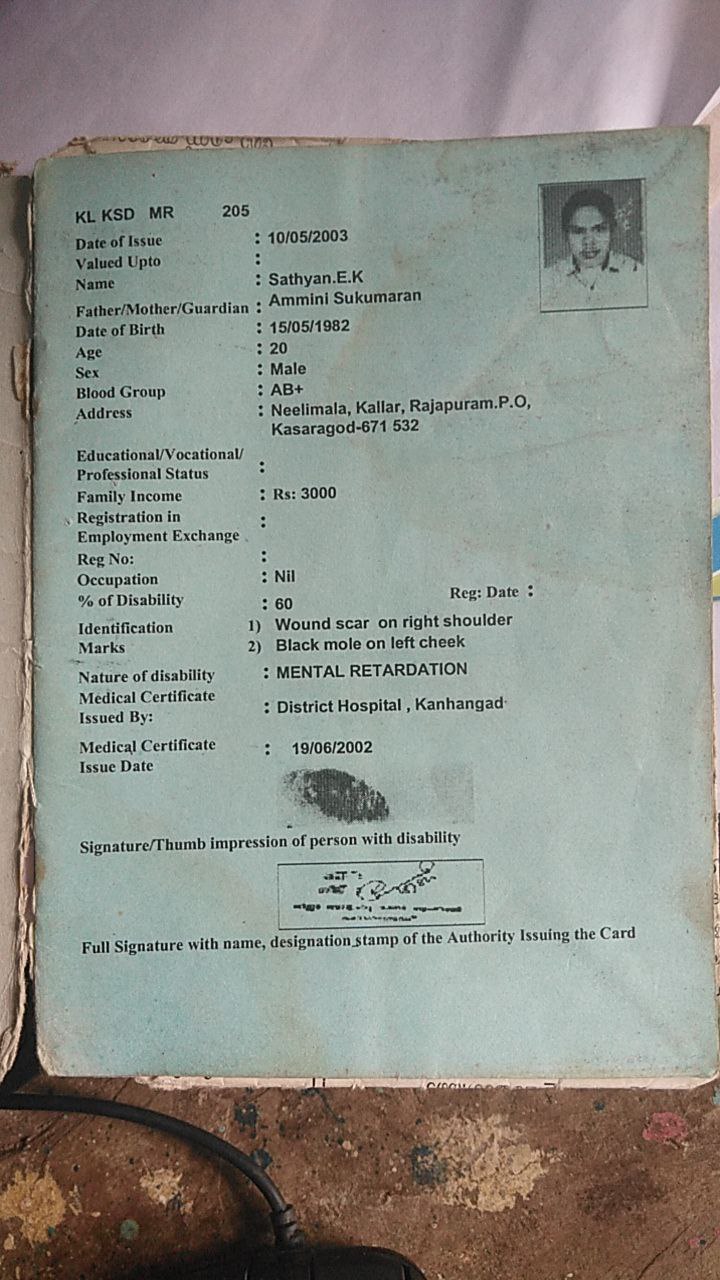 KL KSD MR 205
Date of Issue : 10/05/2003
Valued Upto :
Name : Sathyan.E.K
Father/Mother/Guardian : Ammini Sukumaran
Date of Birth : 15/05/1982
Age : 20
Sex : Male
Blood Group : AB+
Address : Neelimala, Kallar, Rajapuram.P.O,
Kasaragod-671 532
Educational/Vocational/
Professional Status :
Family Income : Rs: 3000
Registration in
Employment Exchange :
Reg No: :
Occupation : Nil
% of Disability : 60 Reg: Date :
Identification 1) Wound scar on right shoulder
Marks 2) Black mole on left cheek
Nature of disability : MENTAL RETARDATION
Medical Certificate
Issued By: : District Hospital , Kanhangad
Medical Certificate : 19/06/2002
Issue Date
Signature/Thumb impression of person with disability
Full Signature with name, designation stamp of the Authority Issuing the Card